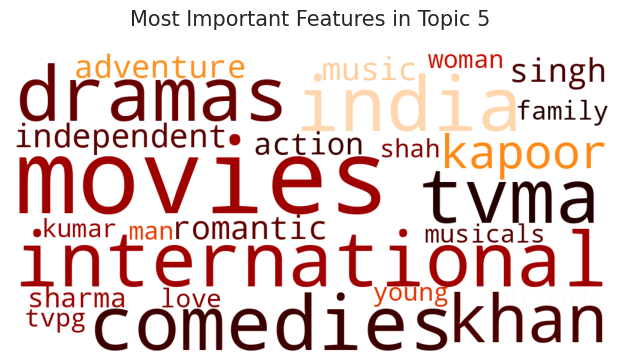 Most Important Features in Topic 5
adventure music woman
dramas india singh
family
independent action shah kapoor
movies tvma
kumar man romantic musicals
international
sharma love young
tvpg comedies khan